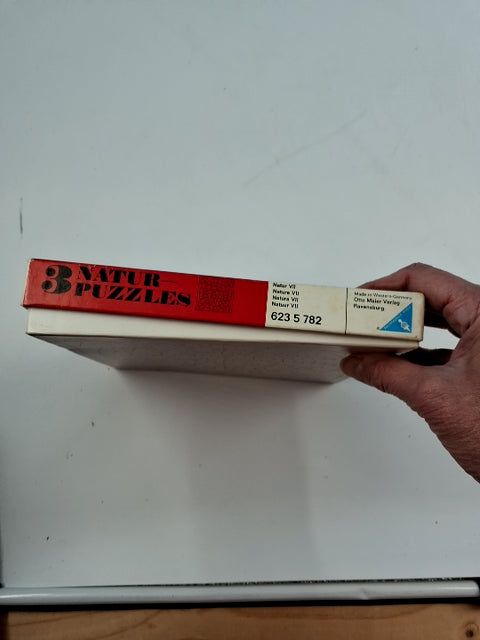 3 NATUR-
PUZZLES
Natur VII
Nature VII
Natura VII
Natuur VII
623 5 782
Made in Western-Germany
Otto Maier Verlag
Ravensburg